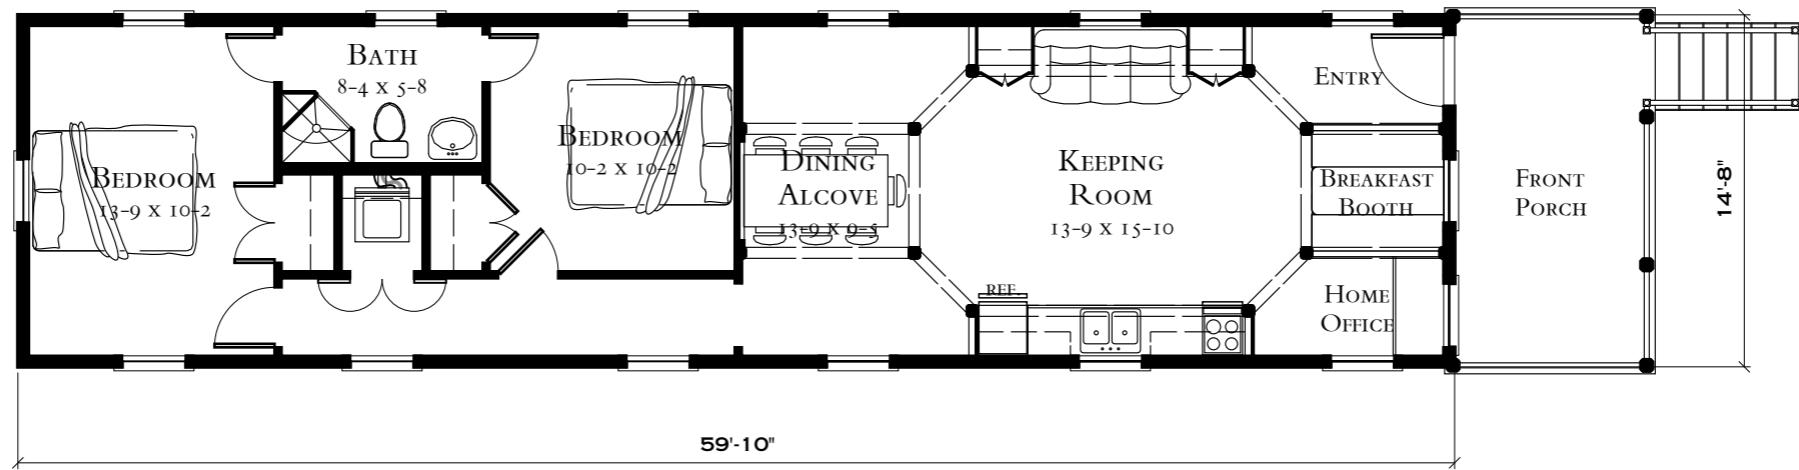 BATH
8-4 X 5-8
BEDROOM
13-9 X 10-2
BEDROOM
10-2 X 10-2
DINING
ALCOVE
13-9 X 9-5
KEEPING
ROOM
13-9 X 15-10
REF.
ENTRY
BREAKFAST
BOOTH
HOME
OFFICE
FRONT
PORCH
14'-8"
59'-10"